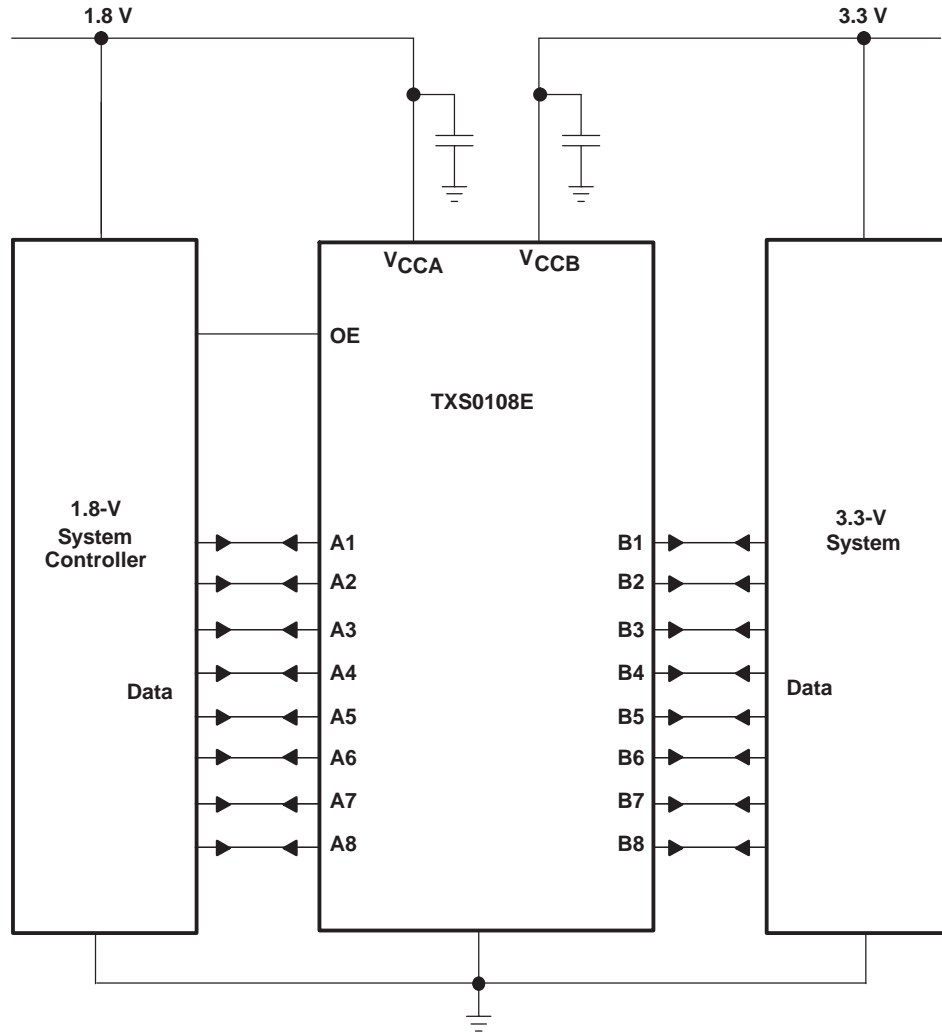 1.8 V
3.3 V
VCCA
VCCB
OE
TXS0108E
1.8-V
System
Controller
3.3-V
System
A1
B1
A2
B2
A3
B3
A4
B4
Data
Data
A5
B5
A6
B6
A7
B7
A8
B8